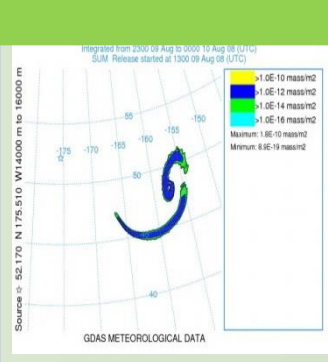 Integrated from 2300 09 Aug to 0000 10 Aug 08 (UTC)
SUM Release started at 1300 09 Aug 08 (UTC)
Source ☆ 52.170 N 175.510 W14000 m to 16000 m
>1.0E-10 mass/m2
>1.0E-12 mass/m2
>1.0E-14 mass/m2
>1.0E-16 mass/m2
Maximum: 1.8E-10 mass/m2
Minimum: 8.9E-19 mass/m2
-175
-170
-165
-160
-155
-150
55
50
40
GDAS METEOROLOGICAL DATA